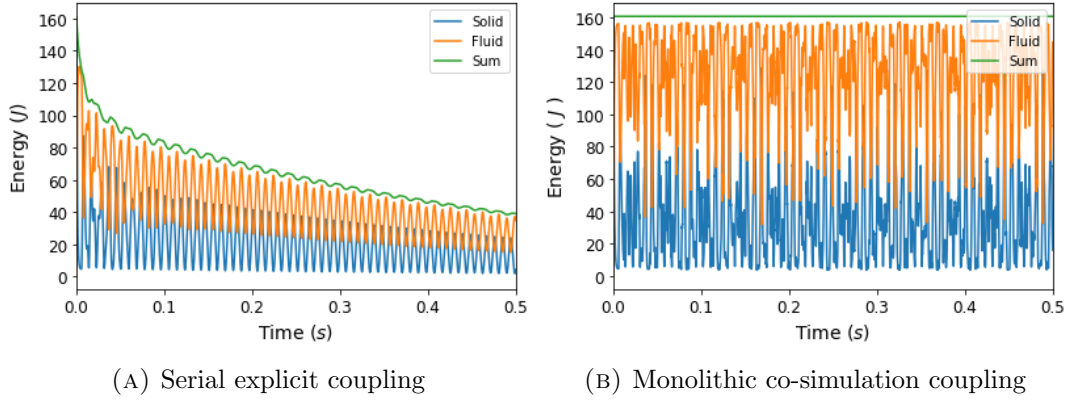 160
140
120
100
80
60
40
20
0
Energy (J)
Solid
Fluid
Sum
0.0
0.1
0.2
0.3
0.4
0.5
Time (s)
(A) Serial explicit coupling
160
140
120
100
80
60
40
20
0
Energy ( J )
Solid
Fluid
Sum
0.0
0.1
0.2
0.3
0.4
0.5
Time (s)
(B) Monolithic co-simulation coupling